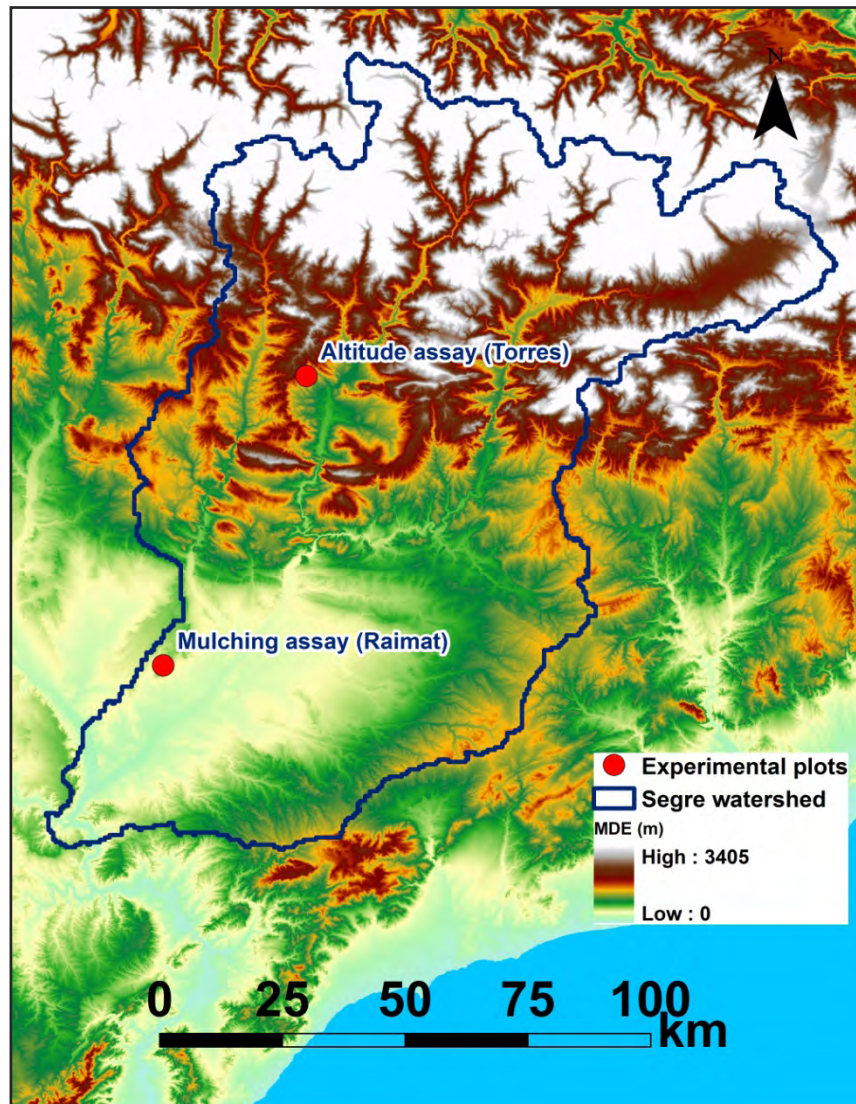 N
Altitude assay (Torres)
Mulching assay (Raimat)
Experimental plots
Segre watershed
MDE (m)
High : 3405
Low : 0
0 25 50 75 100
km